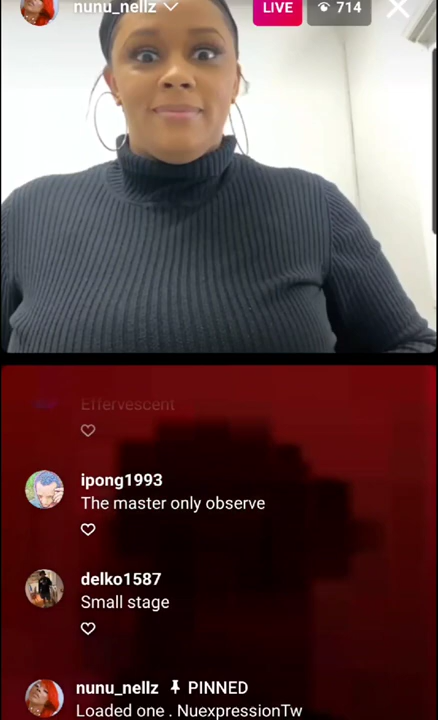 nunu_nellz
LIVE
714
Effervescent
ipong1993
The master only observe
delko1587
Small stage
nunu_nellz PINNED
Loaded one . NuexpressionTw